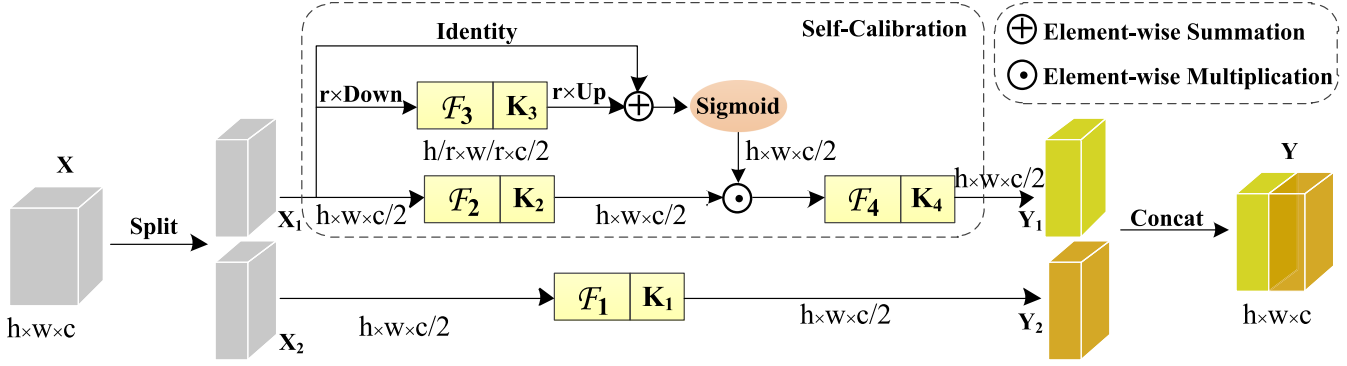 Self-Calibration
Identity
r×Down
ℱ3 K3
r×Up
Sigmoid
h/r×w/r×c/2
h×w×c/2
⊕ Element-wise Summation
⊙ Element-wise Multiplication
X
h×w×c
Split
X1
h×w×c/2
ℱ2 K2
h×w×c/2
ℱ4 K4
h×w×c/2
Y1
X2
h×w×c/2
ℱ1 K1
h×w×c/2
Y2
Concat
Y
h×w×c